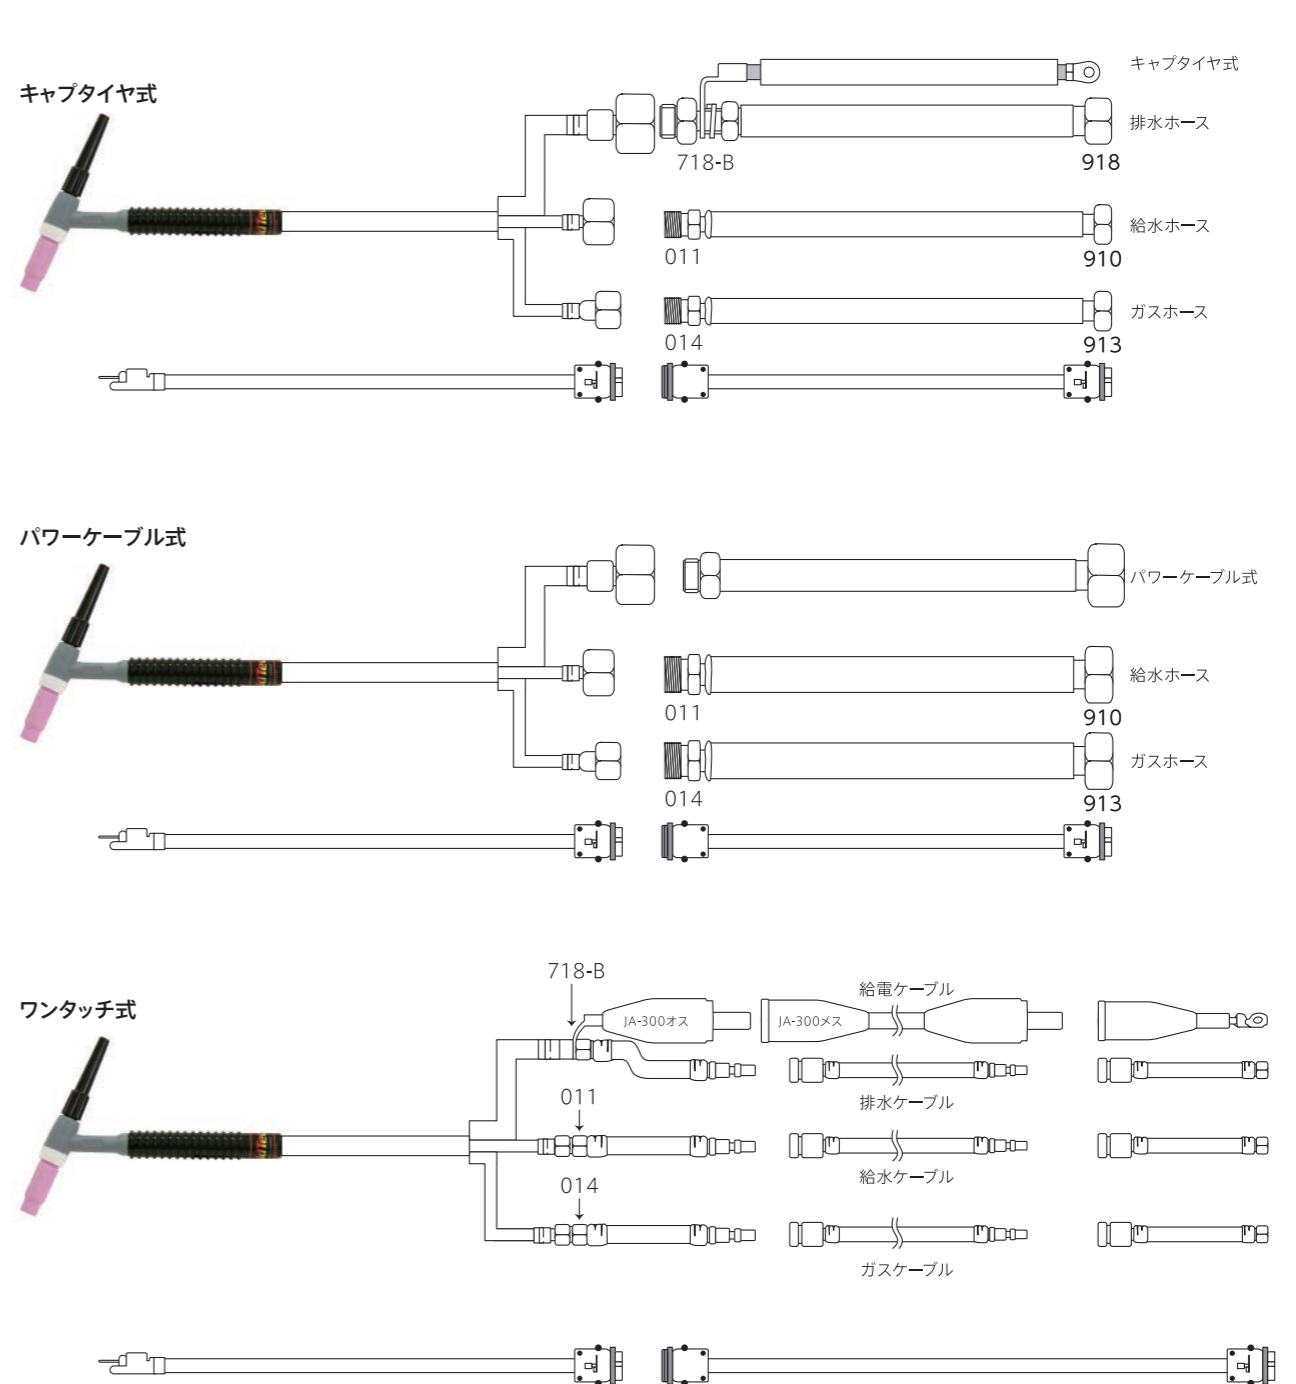 キャプタイヤ式
キャプタイヤ式
排水ホース
718-B
918
給水ホース
011
910
ガスホース
014
913
パワーケーブル式
パワーケーブル式
給水ホース
011
910
ガスホース
014
913
ワンタッチ式
718-B
給電ケーブル
JA-300オス
JA-300メス
011
排水ケーブル
給水ケーブル
014
ガスケーブル